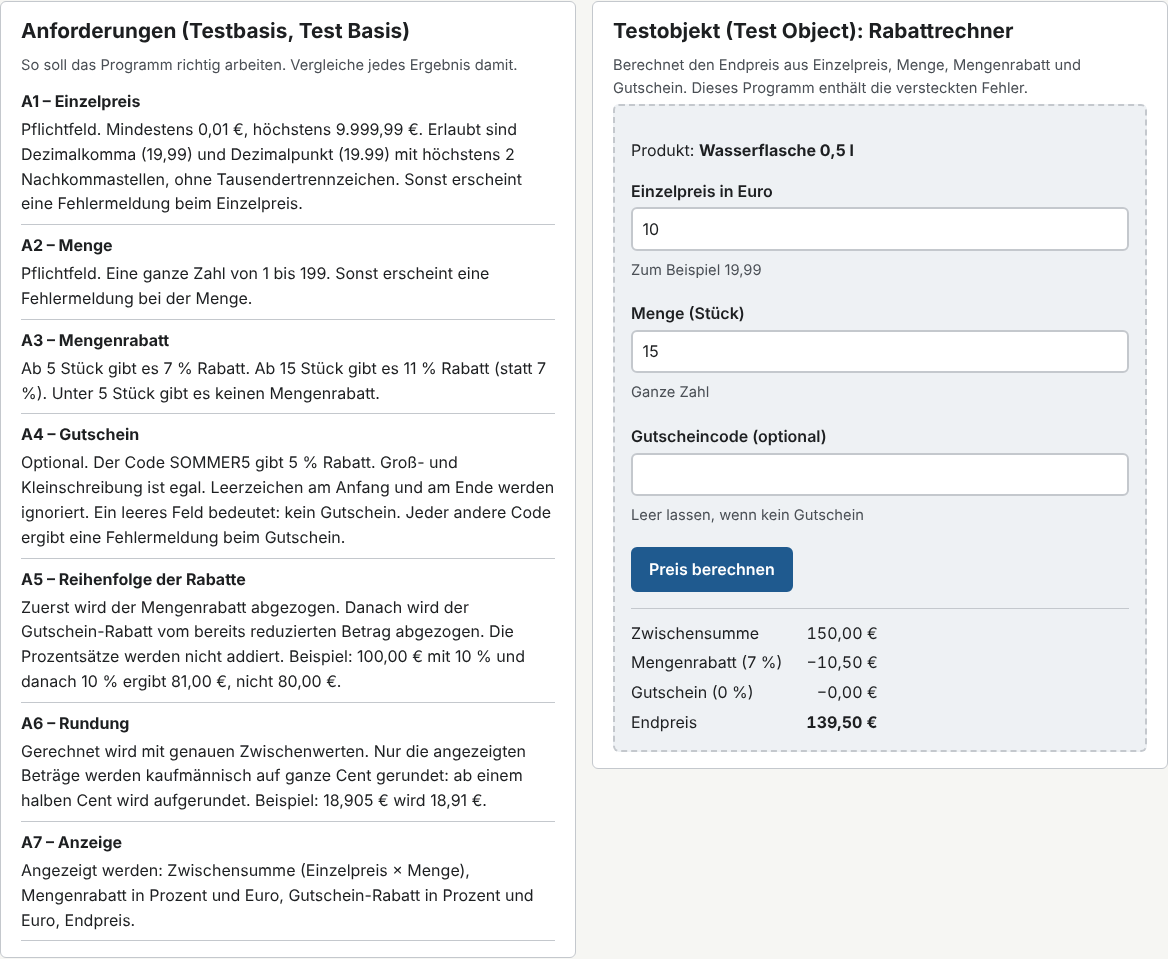 Anforderungen (Testbasis, Test Basis)
So soll das Programm richtig arbeiten. Vergleiche jedes Ergebnis damit.
A1 – Einzelpreis
Pflichtfeld. Mindestens 0,01 €, höchstens 9.999,99 €. Erlaubt sind
Dezimalkomma (19,99) und Dezimalpunkt (19.99) mit höchstens 2
Nachkommastellen, ohne Tausendertrennzeichen. Sonst erscheint
eine Fehlermeldung beim Einzelpreis.
A2 – Menge
Pflichtfeld. Eine ganze Zahl von 1 bis 199. Sonst erscheint eine
Fehlermeldung bei der Menge.
A3 – Mengenrabatt
Ab 5 Stück gibt es 7 % Rabatt. Ab 15 Stück gibt es 11 % Rabatt (statt 7
%). Unter 5 Stück gibt es keinen Mengenrabatt.
A4 – Gutschein
Optional. Der Code SOMMER5 gibt 5 % Rabatt. Groß- und
Kleinschreibung ist egal. Leerzeichen am Anfang und am Ende werden
ignoriert. Ein leeres Feld bedeutet: kein Gutschein. Jeder andere Code
ergibt eine Fehlermeldung beim Gutschein.
A5 – Reihenfolge der Rabatte
Zuerst wird der Mengenrabatt abgezogen. Danach wird der
Gutschein-Rabatt vom bereits reduzierten Betrag abgezogen. Die
Prozentsätze werden nicht addiert. Beispiel: 100,00 € mit 10 % und
danach 10 % ergibt 81,00 €, nicht 80,00 €.
A6 – Rundung
Gerechnet wird mit genauen Zwischenwerten. Nur die angezeigten
Beträge werden kaufmännisch auf ganze Cent gerundet: ab einem
halben Cent wird aufgerundet. Beispiel: 18,905 € wird 18,91 €.
A7 – Anzeige
Angezeigt werden: Zwischensumme (Einzelpreis × Menge),
Mengenrabatt in Prozent und Euro, Gutschein-Rabatt in Prozent und
Euro, Endpreis.
Testobjekt (Test Object): Rabattrechner
Berechnet den Endpreis aus Einzelpreis, Menge, Mengenrabatt und
Gutschein. Dieses Programm enthält die versteckten Fehler.
Produkt: Wasserflasche 0,5 l
Einzelpreis in Euro
10
Zum Beispiel 19,99
Menge (Stück)
15
Ganze Zahl
Gutscheincode (optional)
Leer lassen, wenn kein Gutschein
Preis berechnen
Zwischensumme 150,00 €
Mengenrabatt (7 %) −10,50 €
Gutschein (0 %) −0,00 €
Endpreis 139,50 €